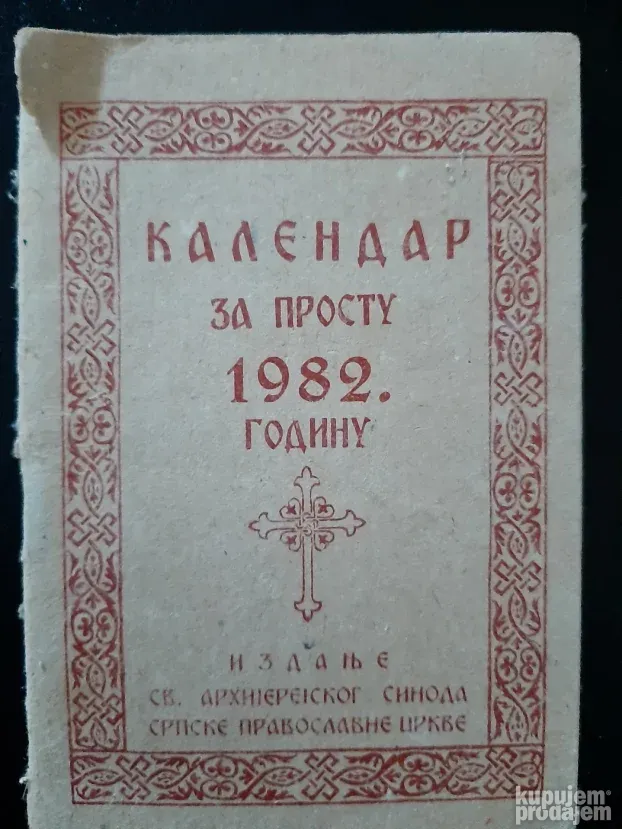 КАЛЕНДАР
ЗА ПРОСТУ
1982.
ГОДИНУ
ИЗДАЊЕ
СВ. АРХИЈЕРЕЈСКОГ СИНОДА
СРПСКЕ ПРАВОСЛАВНЕ ЦРКВЕ
kupujem
prodajem